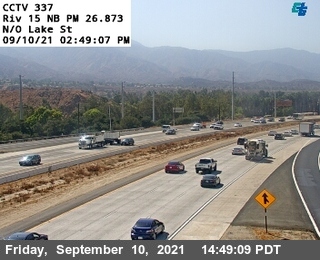 CCTV 337
Riv 15 NB PM 26.873
N/O Lake St
09/10/21 02:49:07 PM
Friday, September 10, 2021 14:49:09 PDT